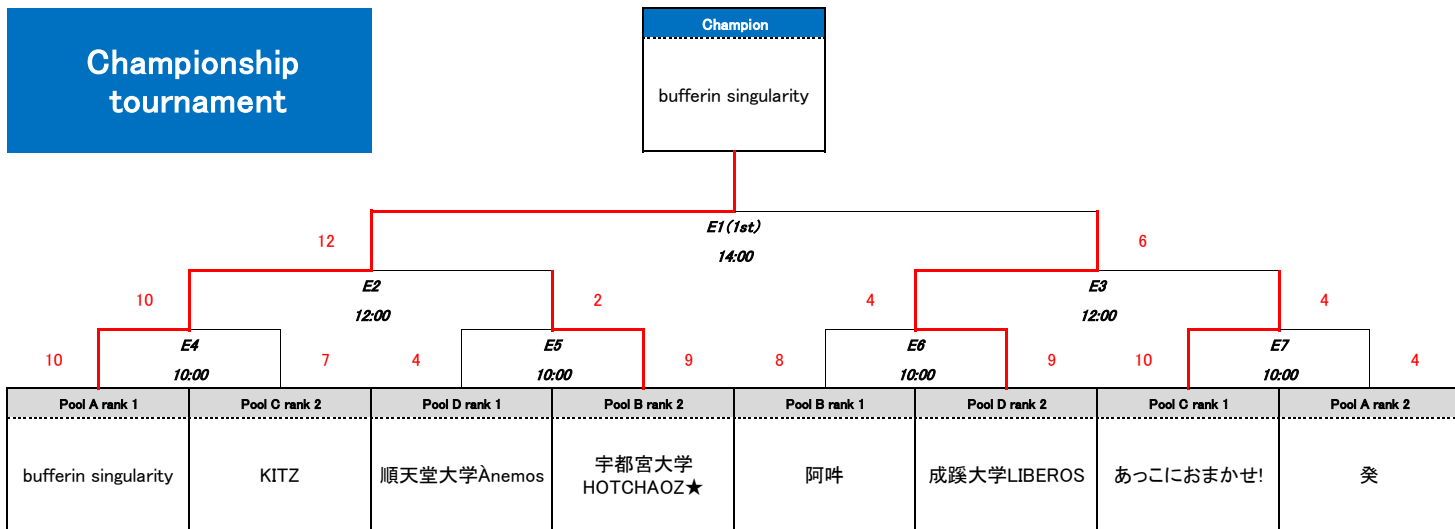 Champion
Championship
tournament
bufferin singularity
E1(1st)
12
6
14:00
E2
E3
10
2
4
4
12:00
12:00
E4
E5
E6
E7
10
7
4
9
8
9
10
4
10:00
10:00
10:00
10:00
Pool A rank 1
Pool C rank 2
Pool D rank 1
Pool B rank 2
Pool B rank 1
Pool D rank 2
Pool C rank 1
Pool A rank 2
bufferin singularity
KITZ
順天堂大学Ànemos
宇都宮大学
HOTCHAOZ★
阿吽
成蹊大学LIBEROS
あっこにおまかせ!
発